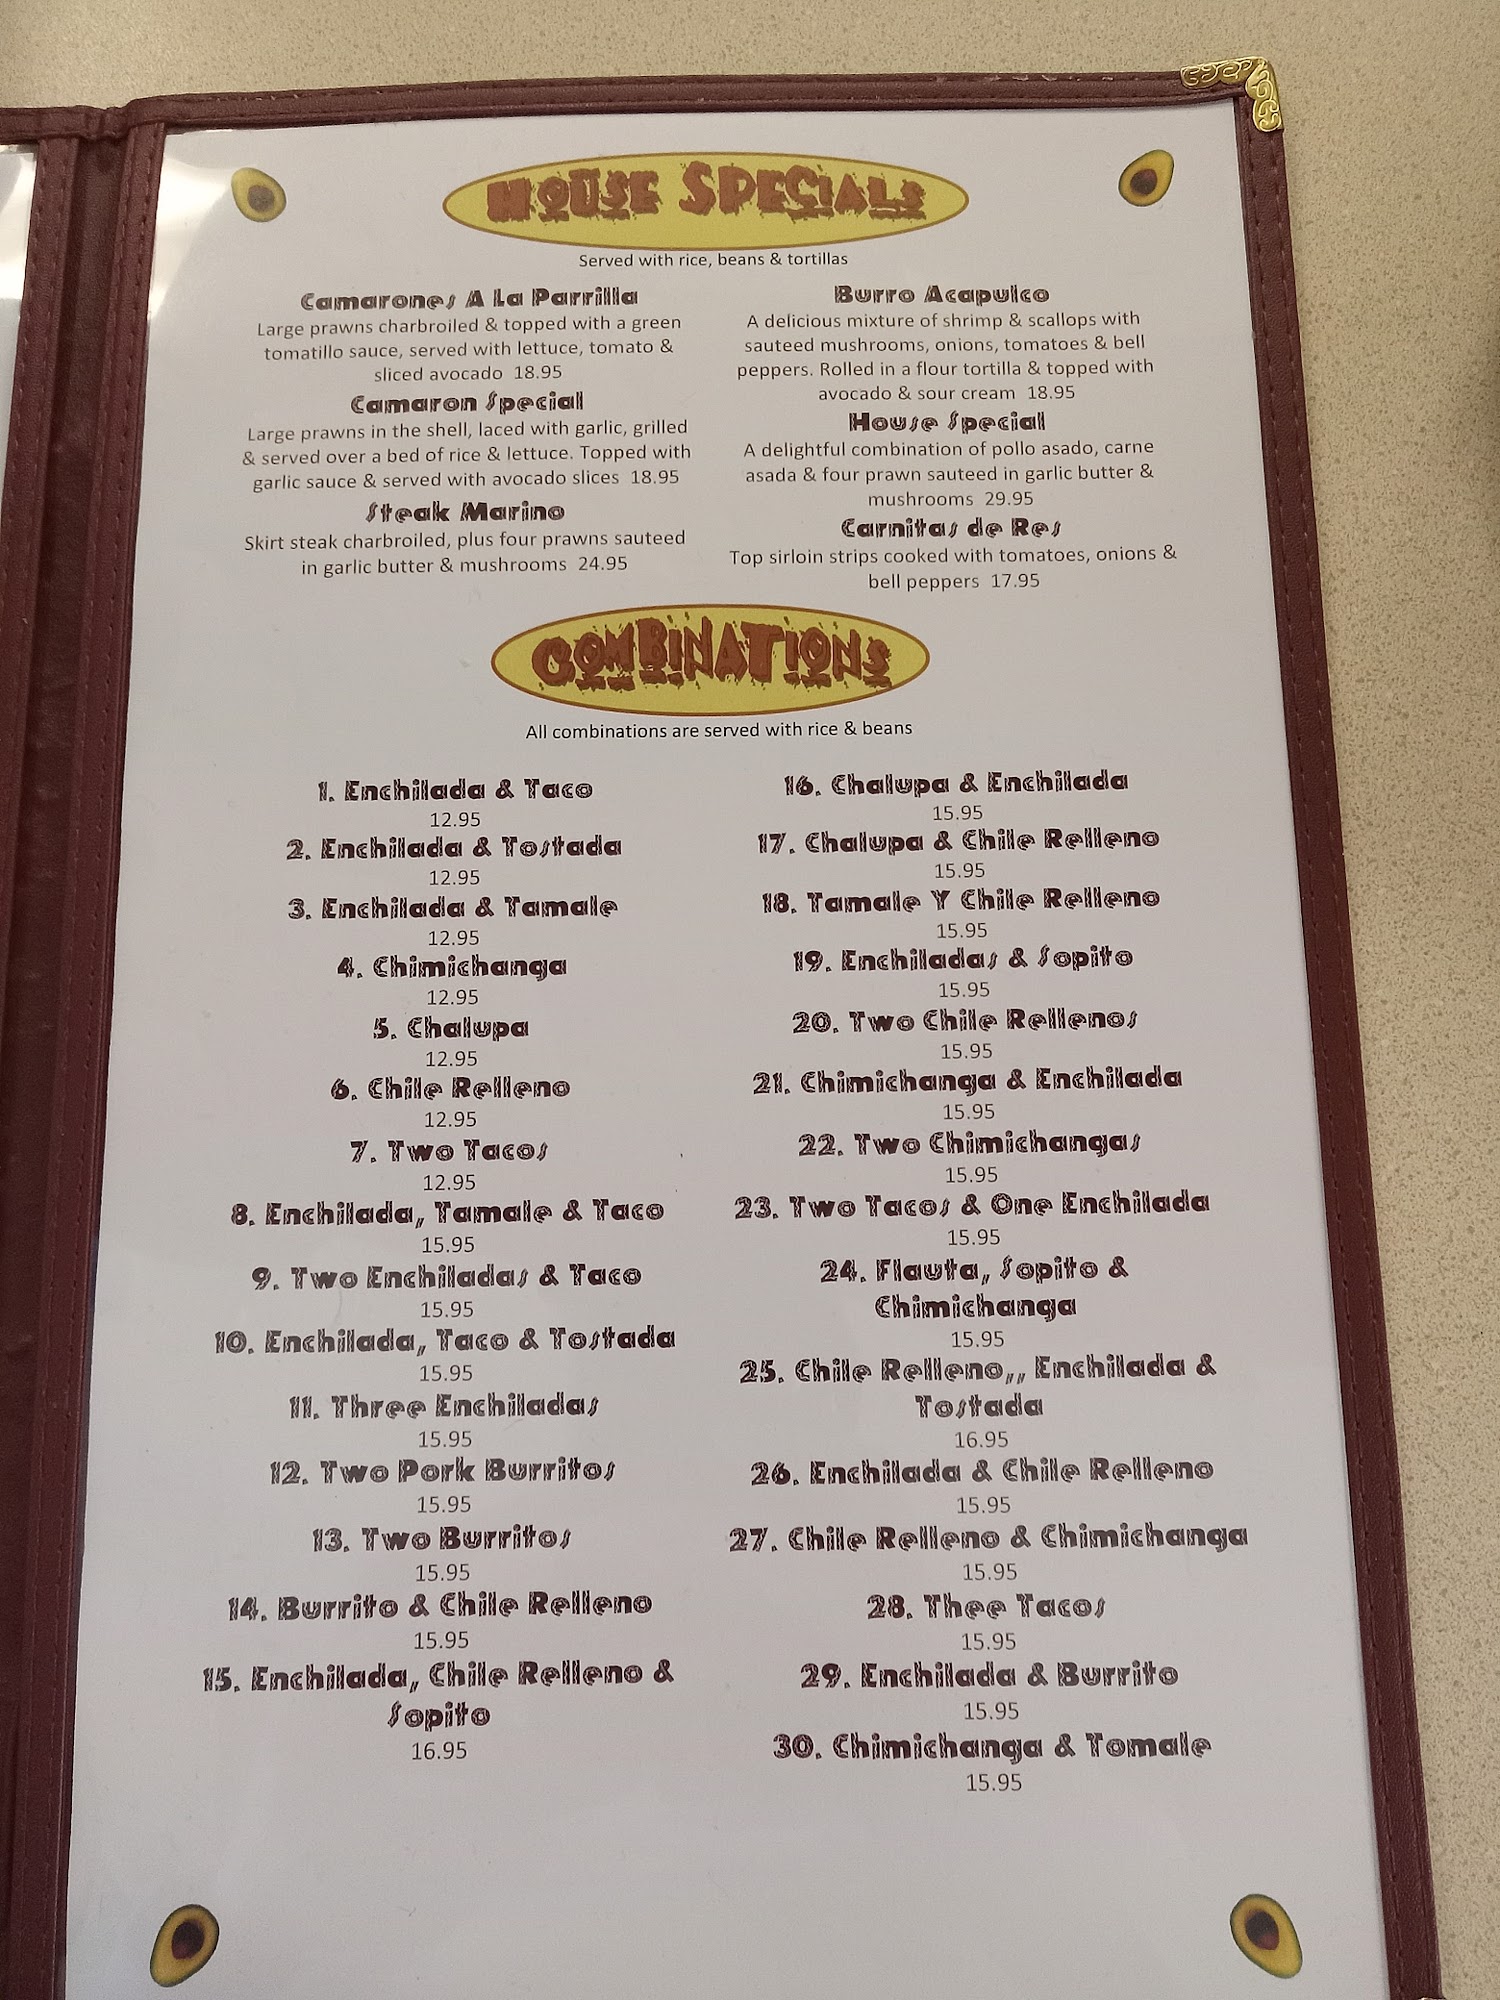 House Specials
Served with rice, beans & tortillas
Camarones A La Parrilla
Large prawns charbroiled & topped with a green
tomatillo sauce, served with lettuce, tomato &
sliced avocado 18.95
Camaron Special
Large prawns in the shell, laced with garlic, grilled
& served over a bed of rice & lettuce. Topped with
garlic sauce & served with avocado slices 18.95
Steak Marino
Skirt steak charbroiled, plus four prawns sauteed
in garlic butter & mushrooms 24.95
Burro Acapulco
A delicious mixture of shrimp & scallops with
sauteed mushrooms, onions, tomatoes & bell
peppers. Rolled in a flour tortilla & topped with
avocado & sour cream 18.95
House Special
A delightful combination of pollo asado, carne
asada & four prawn sauteed in garlic butter &
mushrooms 29.95
Carnitas de Res
Top sirloin strips cooked with tomatoes, onions &
bell peppers 17.95
Combinations
All combinations are served with rice & beans
1. Enchilada & Taco
12.95
2. Enchilada & Tostada
12.95
3. Enchilada & Tamale
12.95
4. Chimichanga
12.95
5. Chalupa
12.95
6. Chile Relleno
12.95
7. Two Tacos
12.95
8. Enchilada, Tamale & Taco
15.95
9. Two Enchiladas & Taco
15.95
10. Enchilada, Taco & Tostada
15.95
11. Three Enchiladas
15.95
12. Two Pork Burritos
15.95
13. Two Burritos
15.95
14. Burrito & Chile Relleno
15.95
15. Enchilada, Chile Relleno &
Sopito
16.95
16. Chalupa & Enchilada
15.95
17. Chalupa & Chile Relleno
15.95
18. Tamale Y Chile Relleno
15.95
19. Enchiladas & Sopito
15.95
20. Two Chile Rellenos
15.95
21. Chimichanga & Enchilada
15.95
22. Two Chimichangas
15.95
23. Two Tacos & One Enchilada
15.95
24. Flauta, Sopito &
Chimichanga
15.95
25. Chile Relleno,, Enchilada &
Tostada
16.95
26. Enchilada & Chile Relleno
15.95
27. Chile Relleno & Chimichanga
15.95
28. Thee Tacos
15.95
29. Enchilada & Burrito
15.95
30. Chimichanga & Tomale
15.95